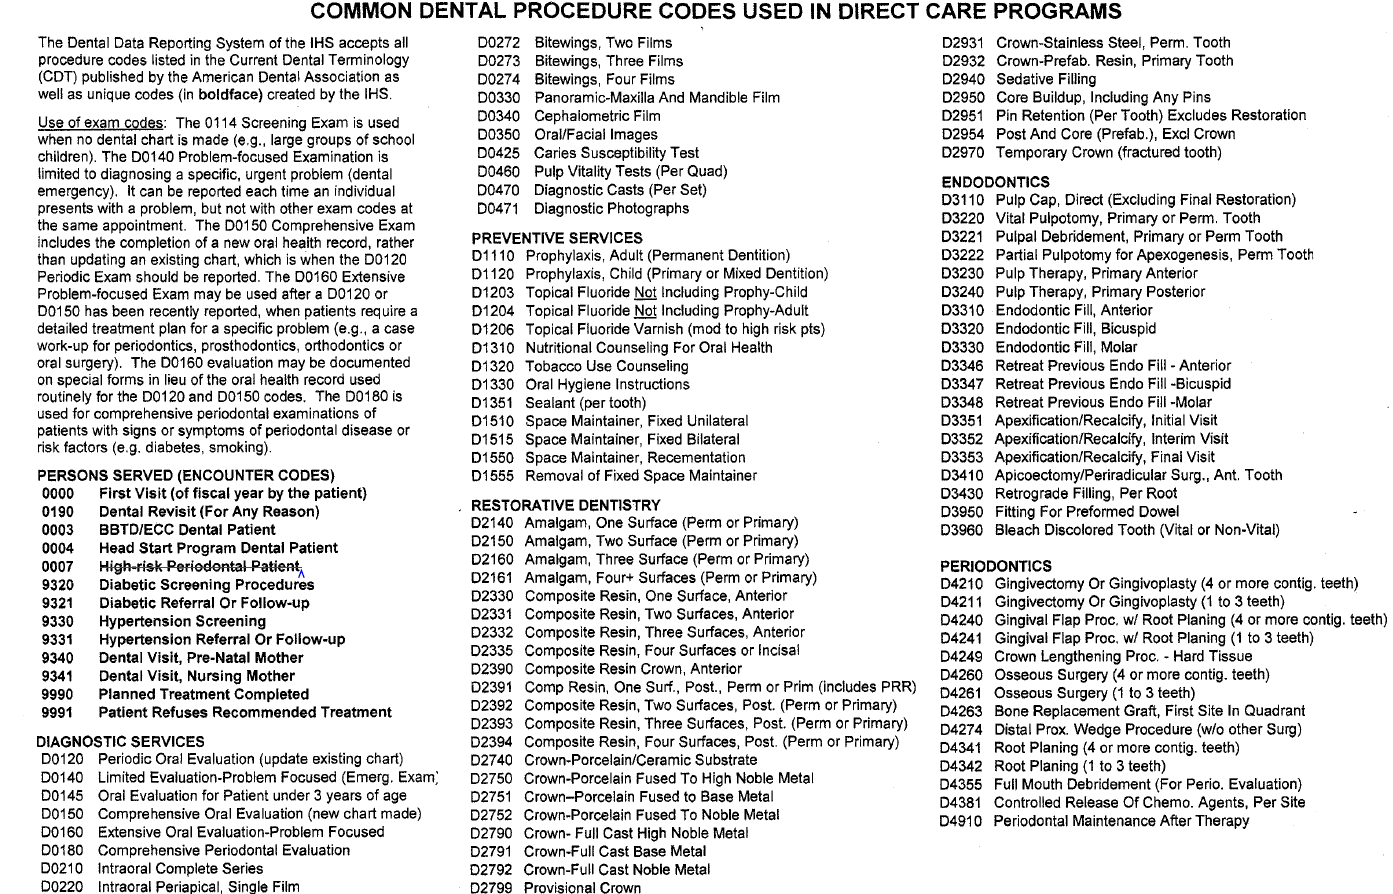 COMMON DENTAL PROCEDURE CODES USED IN DIRECT CARE PROGRAMS
The Dental Data Reporting System of the IHS accepts all
procedure codes listed in the Current Dental Terminology
(CDT) published by the American Dental Association as
well as unique codes (in boldface) created by the IHS.
Use of exam codes: The 0114 Screening Exam is used
when no dental chart is made (e.g., large groups of school
children). The D0140 Problem-focused Examination is
limited to diagnosing a specific, urgent problem (dental
emergency). It can be reported each time an individual
presents with a problem, but not with other exam codes at
the same appointment. The D0150 Comprehensive Exam
includes the completion of a new oral health record, rather
than updating an existing chart, which is when the D0120
Periodic Exam should be reported. The D0160 Extensive
Problem-focused Exam may be used after a D0120 or
D0150 has been recently reported, when patients require a
detailed treatment plan for a specific problem (e.g., a case
work-up for periodontics, prosthodontics, orthodontics or
oral surgery). The D0160 evaluation may be documented
on special forms in lieu of the oral health record used
routinely for the D0120 and D0150 codes. The D0180 is
used for comprehensive periodontal examinations of
patients with signs or symptoms of periodontal disease or
risk factors (e.g. diabetes, smoking).
PERSONS SERVED (ENCOUNTER CODES)
0000 First Visit (of fiscal year by the patient)
0190 Dental Revisit (For Any Reason)
0003 BBTD/ECC Dental Patient
0004 Head Start Program Dental Patient
0007 High-risk Periodontal Patient
9320 Diabetic Screening Procedures
9321 Diabetic Referral Or Follow-up
9330 Hypertension Screening
9331 Hypertension Referral Or Follow-up
9340 Dental Visit, Pre-Natal Mother
9341 Dental Visit, Nursing Mother
9990 Planned Treatment Completed
9991 Patient Refuses Recommended Treatment
DIAGNOSTIC SERVICES
D0120 Periodic Oral Evaluation (update existing chart)
D0140 Limited Evaluation-Problem Focused (Emerg. Exam)
D0145 Oral Evaluation for Patient under 3 years of age
D0150 Comprehensive Oral Evaluation (new chart made)
D0160 Extensive Oral Evaluation-Problem Focused
D0180 Comprehensive Periodontal Evaluation
D0210 Intraoral Complete Series
D0220 Intraoral Periapical, Single Film
D0272 Bitewings, Two Films
D0273 Bitewings, Three Films
D0274 Bitewings, Four Films
D0330 Panoramic-Maxilla And Mandible Film
D0340 Cephalometric Film
D0350 Oral/Facial Images
D0425 Caries Susceptibility Test
D0460 Pulp Vitality Tests (Per Quad)
D0470 Diagnostic Casts (Per Set)
D0471 Diagnostic Photographs
PREVENTIVE SERVICES
D1110 Prophylaxis, Adult (Permanent Dentition)
D1120 Prophylaxis, Child (Primary or Mixed Dentition)
D1203 Topical Fluoride Not Including Prophy-Child
D1204 Topical Fluoride Not Including Prophy-Adult
D1206 Topical Fluoride Varnish (mod to high risk pts)
D1310 Nutritional Counseling For Oral Health
D1320 Tobacco Use Counseling
D1330 Oral Hygiene Instructions
D1351 Sealant (per tooth)
D1510 Space Maintainer, Fixed Unilateral
D1515 Space Maintainer, Fixed Bilateral
D1550 Space Maintainer, Recementation
D1555 Removal of Fixed Space Maintainer
RESTORATIVE DENTISTRY
D2140 Amalgam, One Surface (Perm or Primary)
D2150 Amalgam, Two Surface (Perm or Primary)
D2160 Amalgam, Three Surface (Perm or Primary)
D2161 Amalgam, Four+ Surfaces (Perm or Primary)
D2330 Composite Resin, One Surface, Anterior
D2331 Composite Resin, Two Surfaces, Anterior
D2332 Composite Resin, Three Surfaces, Anterior
D2335 Composite Resin, Four Surfaces or Incisal
D2390 Composite Resin Crown, Anterior
D2391 Comp Resin, One Surf., Post., Perm or Prim (includes PRR)
D2392 Composite Resin, Two Surfaces, Post. (Perm or Primary)
D2393 Composite Resin, Three Surfaces, Post. (Perm or Primary)
D2394 Composite Resin, Four Surfaces, Post. (Perm or Primary)
D2740 Crown-Porcelain/Ceramic Substrate
D2750 Crown-Porcelain Fused To High Noble Metal
D2751 Crown–Porcelain Fused to Base Metal
D2752 Crown-Porcelain Fused To Noble Metal
D2790 Crown- Full Cast High Noble Metal
D2791 Crown-Full Cast Base Metal
D2792 Crown-Full Cast Noble Metal
D2799 Provisional Crown
D2931 Crown-Stainless Steel, Perm. Tooth
D2932 Crown-Prefab. Resin, Primary Tooth
D2940 Sedative Filling
D2950 Core Buildup, Including Any Pins
D2951 Pin Retention (Per Tooth) Excludes Restoration
D2954 Post And Core (Prefab.), Excl Crown
D2970 Temporary Crown (fractured tooth)
ENDODONTICS
D3110 Pulp Cap, Direct (Excluding Final Restoration)
D3220 Vital Pulpotomy, Primary or Perm. Tooth
D3221 Pulpal Debridement, Primary or Perm Tooth
D3222 Partial Pulpotomy for Apexogenesis, Perm Tooth
D3230 Pulp Therapy, Primary Anterior
D3240 Pulp Therapy, Primary Posterior
D3310 Endodontic Fill, Anterior
D3320 Endodontic Fill, Bicuspid
D3330 Endodontic Fill, Molar
D3346 Retreat Previous Endo Fill - Anterior
D3347 Retreat Previous Endo Fill -Bicuspid
D3348 Retreat Previous Endo Fill -Molar
D3351 Apexification/Recalcify, Initial Visit
D3352 Apexification/Recalcify, Interim Visit
D3353 Apexification/Recalcify, Final Visit
D3410 Apicoectomy/Periradicular Surg., Ant. Tooth
D3430 Retrograde Filling, Per Root
D3950 Fitting For Preformed Dowel
D3960 Bleach Discolored Tooth (Vital or Non-Vital)
PERIODONTICS
D4210 Gingivectomy Or Gingivoplasty (4 or more contig. teeth)
D4211 Gingivectomy Or Gingivoplasty (1 to 3 teeth)
D4240 Gingival Flap Proc. w/ Root Planing (4 or more contig. teeth)
D4241 Gingival Flap Proc. w/ Root Planing (1 to 3 teeth)
D4249 Crown Lengthening Proc. - Hard Tissue
D4260 Osseous Surgery (4 or more contig. teeth)
D4261 Osseous Surgery (1 to 3 teeth)
D4263 Bone Replacement Graft, First Site In Quadrant
D4274 Distal Prox. Wedge Procedure (w/o other Surg)
D4341 Root Planing (4 or more contig. teeth)
D4342 Root Planing (1 to 3 teeth)
D4355 Full Mouth Debridement (For Perio. Evaluation)
D4381 Controlled Release Of Chemo. Agents, Per Site
D4910 Periodontal Maintenance After Therapy